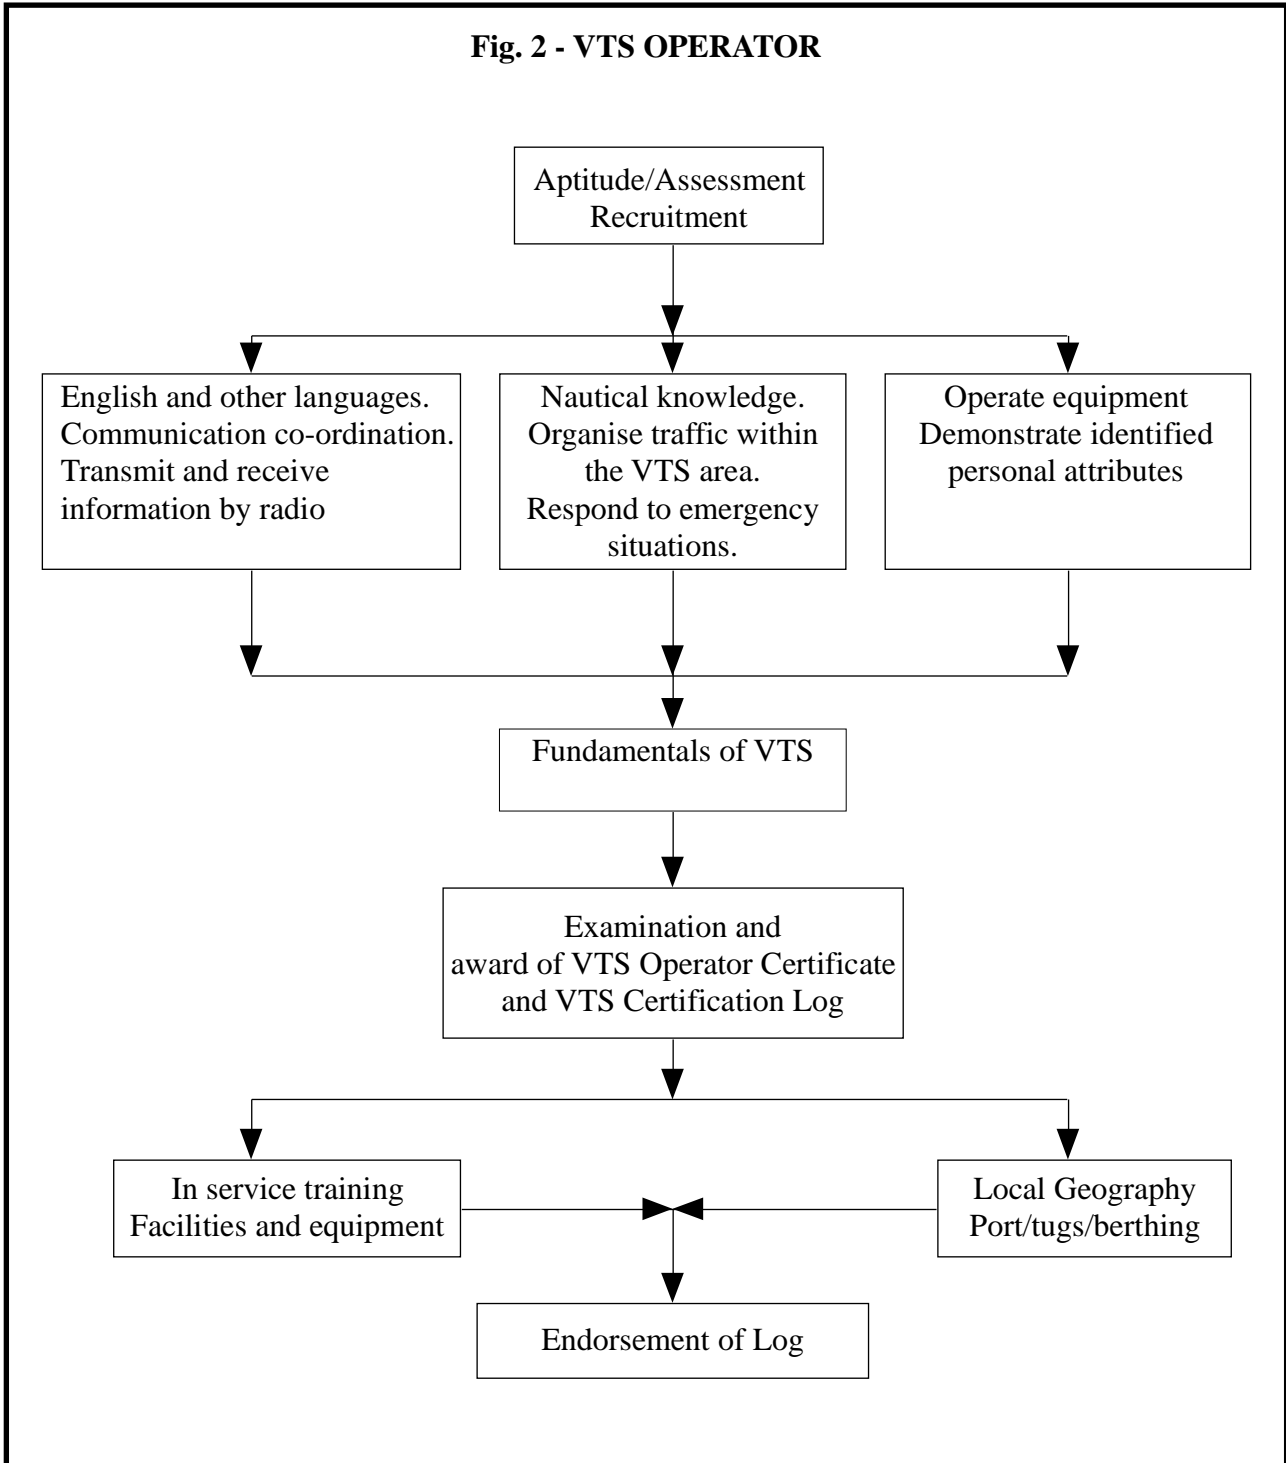 Fig. 2 - VTS OPERATOR
Aptitude/Assessment
Recruitment
English and other languages.
Communication co-ordination.
Transmit and receive
information by radio
Nautical knowledge.
Organise traffic within
the VTS area.
Respond to emergency
situations.
Operate equipment
Demonstrate identified
personal attributes
Fundamentals of VTS
Examination and
award of VTS Operator Certificate
and VTS Certification Log
In service training
Facilities and equipment
Local Geography
Port/tugs/berthing
Endorsement of Log